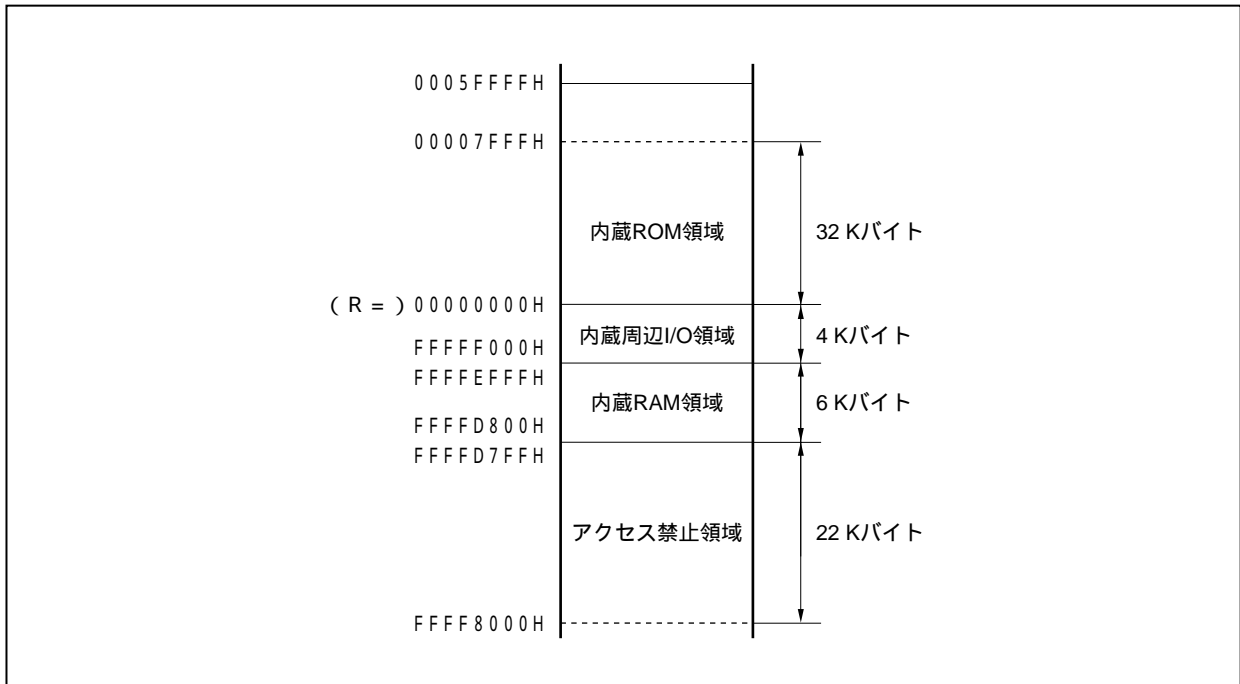 0005FFFFH
00007FFFH
内蔵ROM領域 32 Kバイト
(R=)00000000H
内蔵周辺I/O領域 4 Kバイト
FFFFF000H
FFFFEFFFH
内蔵RAM領域 6 Kバイト
FFFFD800H
FFFFD7FFH
アクセス禁止領域 22 Kバイト
FFFF8000H